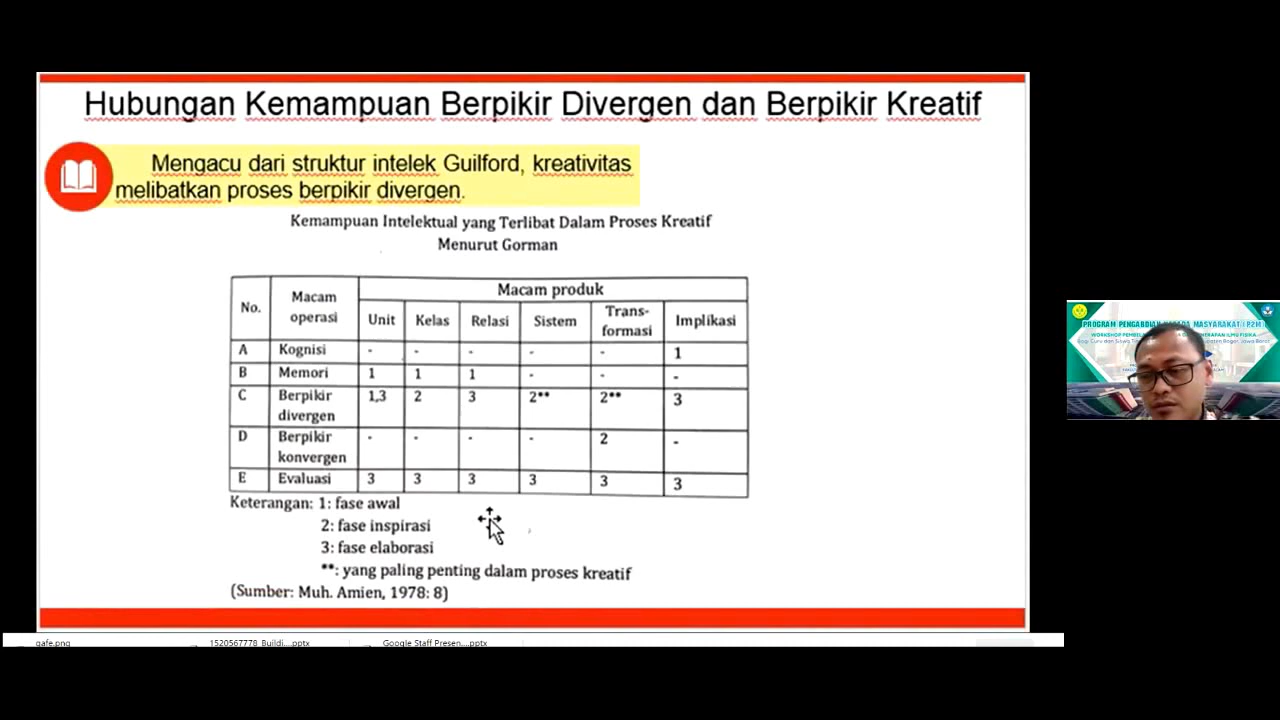 Hubungan Kemampuan Berpikir Divergen dan Berpikir Kreatif
Mengacu dari struktur intelek Guilford, kreativitas
melibatkan proses berpikir divergen.
Kemampuan Intelektual yang Terlibat Dalam Proses Kreatif
Menurut Gorman
No. Macam operasi Macam produk
Unit Kelas Relasi Sistem Trans-formasi Implikasi
A Kognisi - - - - - 1
B Memori 1 1 1 - - -
C Berpikir divergen 1,3 2 3 2** 2** 3
D Berpikir konvergen - - - - 2 -
E Evaluasi 3 3 3 3 3 3
Keterangan: 1: fase awal
2: fase inspirasi
3: fase elaborasi
**: yang paling penting dalam proses kreatif
(Sumber: Muh. Amien, 1978: 8)
1520567778_Buildi....pptx
Google Staff Presen....pptx
PROGRAM PENGABDIAN MASYARAKAT (P2M)